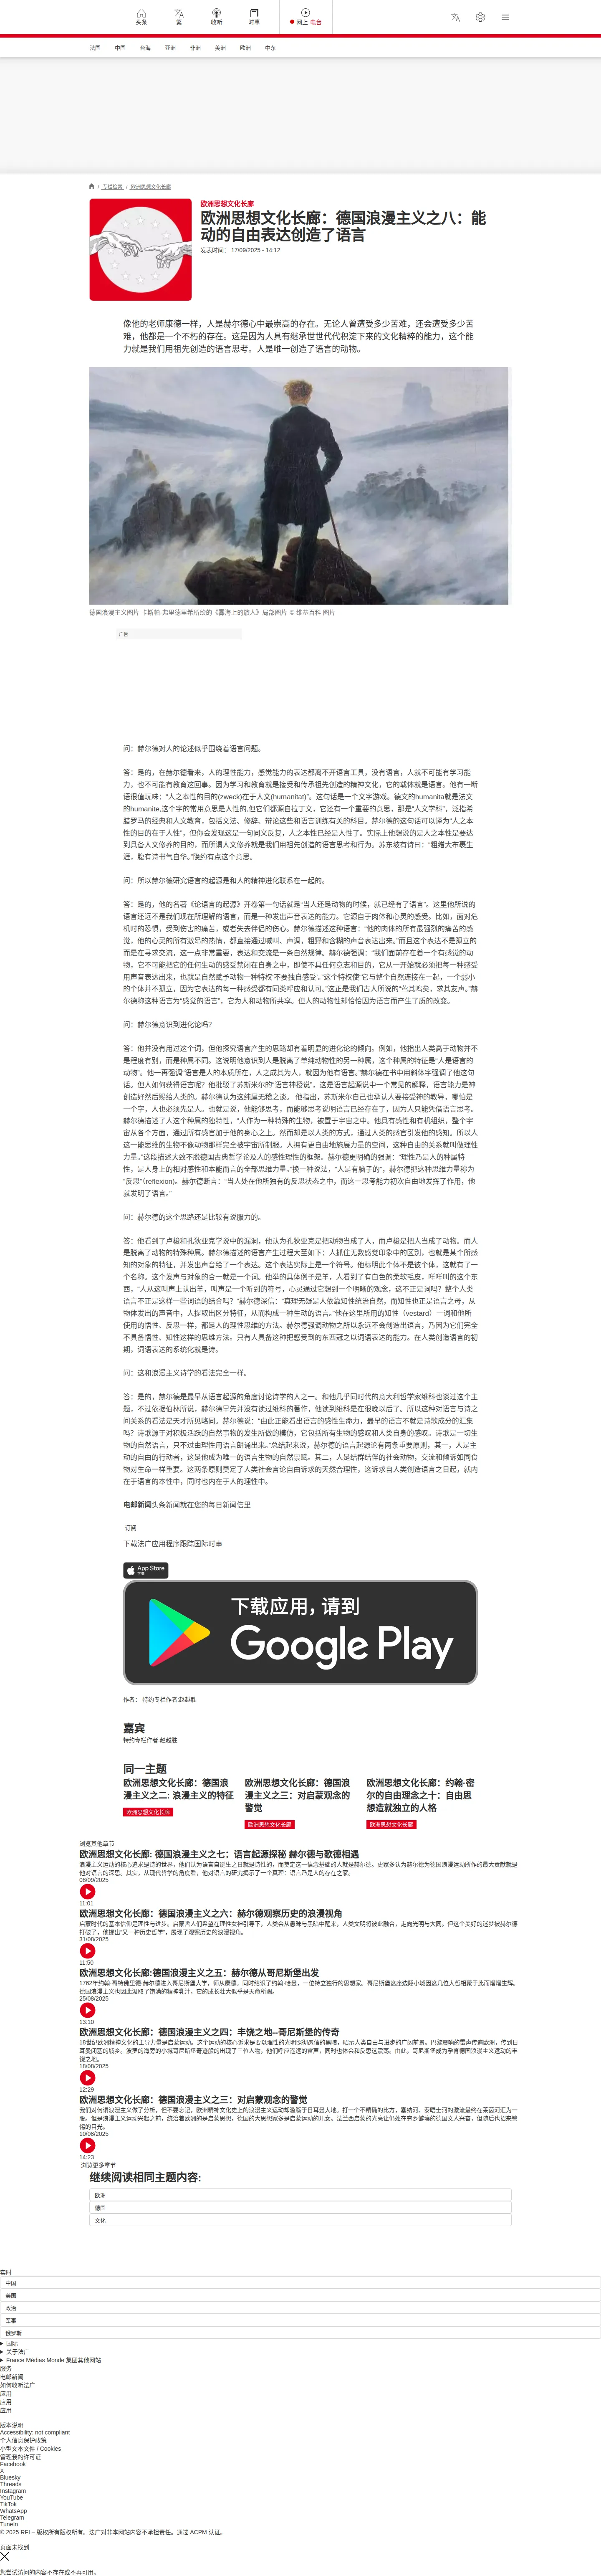 头条
繁
收听
时事
网上 电台
法国 中国 台海 亚洲 非洲 美洲 欧洲 中东
/ 专栏检索 / 欧洲思想文化长廊
欧洲思想文化长廊
欧洲思想文化长廊：德国浪漫主义之八：能
动的自由表达创造了语言
发表时间： 17/09/2025 - 14:12
像他的老师康德一样，人是赫尔德心中最崇高的存在。无论人曾遭受多少苦难，还会遭受多少苦
难，他都是一个不朽的存在。这是因为人具有继承世世代代积淀下来的文化精粹的能力，这个能
力就是我们用祖先创造的语言思考。人是唯一创造了语言的动物。
德国浪漫主义图片 卡斯帕·弗里德里希所绘的《雾海上的旅人》局部图片 © 维基百科 图片
广告
问：赫尔德对人的论述似乎围绕着语言问题。
答：是的，在赫尔德看来，人的理性能力，感觉能力的表达都离不开语言工具，没有语言，人就不可能有学习能
力，也不可能有教育这回事。因为学习和教育就是接受和传承祖先创造的精神文化，它的载体就是语言。他有一断
语很值玩味：“人之本性的目的(zweck)在于人文(humanitat)”。这句话是一个文字游戏。德文的humanita就是法文
的humanite,这个字的常用意思是人性的,但它们都源自拉丁文，它还有一个重要的意思，那是“人文学科”，泛指希
腊罗马的经典和人文教育，包括文法、修辞、辩论这些和语言训练有关的科目。赫尔德的这句话可以译为“人之本
性的目的在于人性”，但你会发现这是一句同义反复，人之本性已经是人性了。实际上他想说的是人之本性是要达
到具备人文修养的目的，而所谓人文修养就是我们用祖先创造的语言思考和行为。苏东坡有诗曰：“粗缯大布裹生
涯，腹有诗书气自华。”隐约有点这个意思。
问：所以赫尔德研究语言的起源是和人的精神进化联系在一起的。
答：是的，他的名著《论语言的起源》开卷第一句话就是“当人还是动物的时候，就已经有了语言”。这里他所说的
语言还远不是我们现在所理解的语言，而是一种发出声音表达的能力。它源自于肉体和心灵的感受。比如，面对危
机时的恐惧，受到伤害的痛苦，或者失去伴侣的伤心。赫尔德描述这种语言：“他的肉体的所有最强烈的痛苦的感
觉，他的心灵的所有激昂的热情，都直接通过喊叫、声调，粗野和含糊的声音表达出来。”而且这个表达不是孤立的
而是在寻求交流，这一点非常重要，表达和交流是一条自然规律。赫尔德强调：“我们面前存在着一个有感觉的动
物，它不可能把它的任何生动的感受禁闭在自身之中，即使不具任何意志和目的，它从一开始就必须把每一种感受
用声音表达出来，也就是自然赋予动物一种特权‘不要独自感受’。”这个特权使“它与整个自然连接在一起，一个弱小
的个体并不孤立，因为它表达的每一种感受都有同类呼应和认可。”这正是我们古人所说的“莺其鸣矣，求其友声。”赫
尔德称这种语言为“感觉的语言”，它为人和动物所共享。但人的动物性却恰恰因为语言而产生了质的改变。
问：赫尔德意识到进化论吗？
答：他并没有用过这个词，但他探究语言产生的思路却有着明显的进化论的倾向。例如，他指出人类高于动物并不
是程度有别，而是种属不同。这说明他意识到人是脱离了单纯动物性的另一种属，这个种属的特征是“人是语言的
动物”。他一再强调“语言是人的本质所在，人之成其为人，就因为他有语言。”赫尔德在书中用斜体字强调了他这句
话。但人如何获得语言呢？他批驳了苏斯米尔的“语言神授说”，这是语言起源说中一个常见的解释，语言能力是神
创造好然后赐给人类的。赫尔德认为这纯属无稽之谈。 他指出，苏斯米尔自己也承认人要接受神的教导，哪怕是
一个字，人也必须先是人。也就是说，他能够思考，而能够思考说明语言已经存在了，因为人只能凭借语言思考。
赫尔德描述了人这个种属的独特性，“人作为一种特殊的生物，被置于宇宙之中。他具有感性和有机组织，整个宇
宙从各个方面，通过所有感官加于他的身心之上。然而却是以人类的方式，通过人类的感官引发他的感知。所以人
这一能思维的生物不像动物那样完全被宇宙所制服。人拥有更自由地施展力量的空间，这种自由的关系就叫做理性
力量。”这段描述大致不脱德国古典哲学论及人的感性理性的框架。赫尔德更明确的强调：“理性乃是人的种属特
性，是人身上的相对感性和本能而言的全部思维力量。”换一种说法，“人是有脑子的”，赫尔德把这种思维力量称为
“反思”（reflexion)。赫尔德断言：“当人处在他所独有的反思状态之中，而这一思考能力初次自由地发挥了作用，他
就发明了语言。”
问：赫尔德的这个思路还是比较有说服力的。
答：他看到了卢梭和孔狄亚克学说中的漏洞，他认为孔狄亚克是把动物当成了人，而卢梭是把人当成了动物。而人
是脱离了动物的特殊种属。赫尔德描述的语言产生过程大至如下：人抓住无数感觉印象中的区别，也就是某个所感
知的对象的特征，并发出声音给了一个表达。这个表达实际上是一个符号。他标明此个体不是彼个体，这就有了一
个名称。这个发声与对象的合一就是一个词。他举的具体例子是羊，人看到了有白色的柔软毛皮，咩咩叫的这个东
西，“人从这叫声上认出羊，叫声是一个听到的符号，心灵通过它想到一个明晰的观念，这不正是词吗？整个人类
语言不正是这样一些词语的结合吗？”赫尔德深信：“真理无疑是人依靠知性统治自然，而知性也正是语言之母，从
物体发出的声音中，人提取出区分特征，从而构成一种生动的语言。”他在这里所用的知性（vestard）一词和他所
使用的悟性、反思一样，都是人的理性思维的方法。赫尔德强调动物之所以永远不会创造出语言，乃因为它们完全
不具备悟性、知性这样的思维方法。只有人具备这种把感受到的东西冠之以词语表达的能力。在人类创造语言的初
期，词语表达的系统化就是诗。
问：这和浪漫主义诗学的看法完全一样。
答：是的，赫尔德是最早从语言起源的角度讨论诗学的人之一。和他几乎同时代的意大利哲学家维科也谈过这个主
题，不过依据伯林所说，赫尔德早先并没有读过维科的著作，他读到维科是在很晚以后了。所以这种对语言与诗之
间关系的看法是天才所见略同。赫尔德说：“由此正能看出语言的感性生命力，最早的语言不就是诗歌成分的汇集
吗？诗歌源于对积极活跃的自然事物的发生所做的模仿，它包括所有生物的感叹和人类自身的感叹。诗歌是一切生
物的自然语言，只不过由理性用语言朗诵出来。”总结起来说，赫尔德的语言起源论有两条重要原则，其一，人是主
动的自由的行动者，这是他成为唯一的语言生物的自然禀赋。其二，人是结群结伴的社会动物，交流和倾诉如同食
物对生命一样重要。这两条原则奠定了人类社会言论自由诉求的天然合理性，这诉求自人类创造语言之日起，就内
在于语言的本性中，同时也内在于人的理性中。
电邮新闻头条新闻就在您的每日新闻信里
订阅
下载法广应用程序跟踪国际时事
App Store
下载
下载应用，请到
Google Play
作者： 特约专栏作者:赵越胜
嘉宾
特约专栏作者:赵越胜
同一主题
欧洲思想文化长廊：德国浪
漫主义之二: 浪漫主义的特征
欧洲思想文化长廊
欧洲思想文化长廊：德国浪
漫主义之三：对启蒙观念的
警觉
欧洲思想文化长廊
欧洲思想文化长廊：约翰·密
尔的自由理念之十：自由思
想造就独立的人格
欧洲思想文化长廊
浏览其他章节
欧洲思想文化长廊: 德国浪漫主义之七：语言起源探秘 赫尔德与歌德相遇
浪漫主义运动的核心追求是诗的世界，他们认为语言自诞生之日就是诗性的，而奠定这一信念基础的人就是赫尔德。史家多认为赫尔德为德国浪漫运动所作的最大贡献就是
他对语言的深思。其实，从现代哲学的角度看，他对语言的研究揭示了一个真理：语言乃是人的存在之家。
08/09/2025
11:01
欧洲思想文化长廊：德国浪漫主义之六：赫尔德观察历史的浪漫视角
启蒙时代的基本信仰是理性与进步。启蒙哲人们希望在理性女神引导下，人类会从愚昧与黑暗中醒来，人类文明将彼此融合，走向光明与大同。但这个美好的迷梦被赫尔德
打破了，他提出“又一种历史哲学”，展现了观察历史的浪漫视角。
31/08/2025
11:50
欧洲思想文化长廊:德国浪漫主义之五：赫尔德从哥尼斯堡出发
1762年约翰·哥特弗里德·赫尔德进入哥尼斯堡大学，师从康德。同时结识了约翰·哈曼，一位特立独行的思想家。哥尼斯堡这座边陲小城因这几位大哲相聚于此而熠熠生辉。
德国浪漫主义也因此汲取了饱满的精神乳汁，它的成长壮大似乎是天命所赐。
25/08/2025
13:10
欧洲思想文化长廊：德国浪漫主义之四：丰饶之地--哥尼斯堡的传奇
18世纪欧洲精神文化的主导力量是启蒙运动。这个运动的核心诉求是要以理性的光明照彻愚信的黑暗，昭示人类自由与进步的广阔前景。巴黎震响的雷声传遍欧洲，传到日
耳曼闭塞的城乡。波罗的海旁的小城哥尼斯堡奇迹般的出现了三位人物，他们呼应遥远的雷声，同时也体会和反思这震荡。由此，哥尼斯堡成为孕育德国浪漫主义运动的丰
饶之地。
18/08/2025
12:29
欧洲思想文化长廊：德国浪漫主义之三：对启蒙观念的警觉
我们对何谓浪漫主义做了分析，但不要忘记，欧洲精神文化史上的浪漫主义运动却滥觞于日耳曼大地。打一个不精确的比方，塞纳河、泰晤士河的激流最终在莱茵河汇为一
股。但是浪漫主义运动兴起之前，统治着欧洲的是启蒙思想，德国的大思想家多是启蒙运动的儿女。法兰西启蒙的光亮让仍处在穷乡僻壤的德国文人兴奋，但随后也招来警
惕的目光。
10/08/2025
14:23
浏览更多章节
继续阅读相同主题内容:
欧洲
德国
文化
实时
中国
美国
政治
军事
俄罗斯
国际
关于法广
France Médias Monde 集团其他网站
服务
电邮新闻
如何收听法广
应用
应用
应用
版本说明
Accessibility: not compliant
个人信息保护政策
小型文本文件 / Cookies
管理我的许可证
Facebook
X
Bluesky
Threads
Instagram
YouTube
TikTok
WhatsApp
Telegram
TuneIn
© 2025 RFI – 版权所有版权所有。法广对非本网站内容不承担责任。通过 ACPM 认证。
页面未找到
您尝试访问的内容不存在或不再可用。